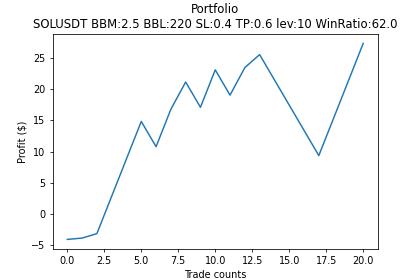 Portfolio
SOLUSDT BBM:2.5 BBL:220 SL:0.4 TP:0.6 lev:10 WinRatio:62.0
25
20
15
10
5
0
−5
Profit ($)
0.0 2.5 5.0 7.5 10.0 12.5 15.0 17.5 20.0
Trade counts